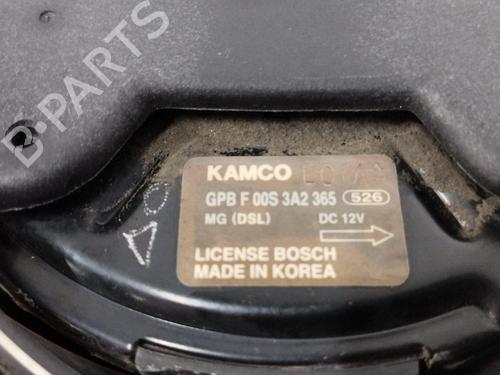 KAMCO
GPB F 00S 3A2 365 526
MG (DSL) DC 12V
LICENSE BOSCH
MADE IN KOREA
B-PARTS